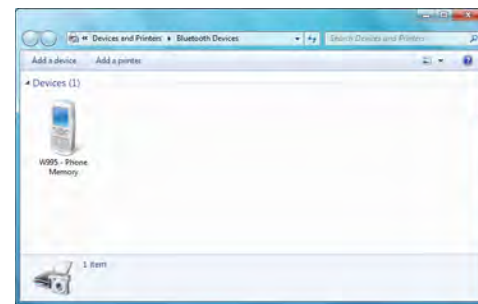 « Devices and Printers ▸ Bluetooth Devices
Search Devices and Printers
Add a device Add a printer
Devices (1)
W995 - Phone
Memory
1 item